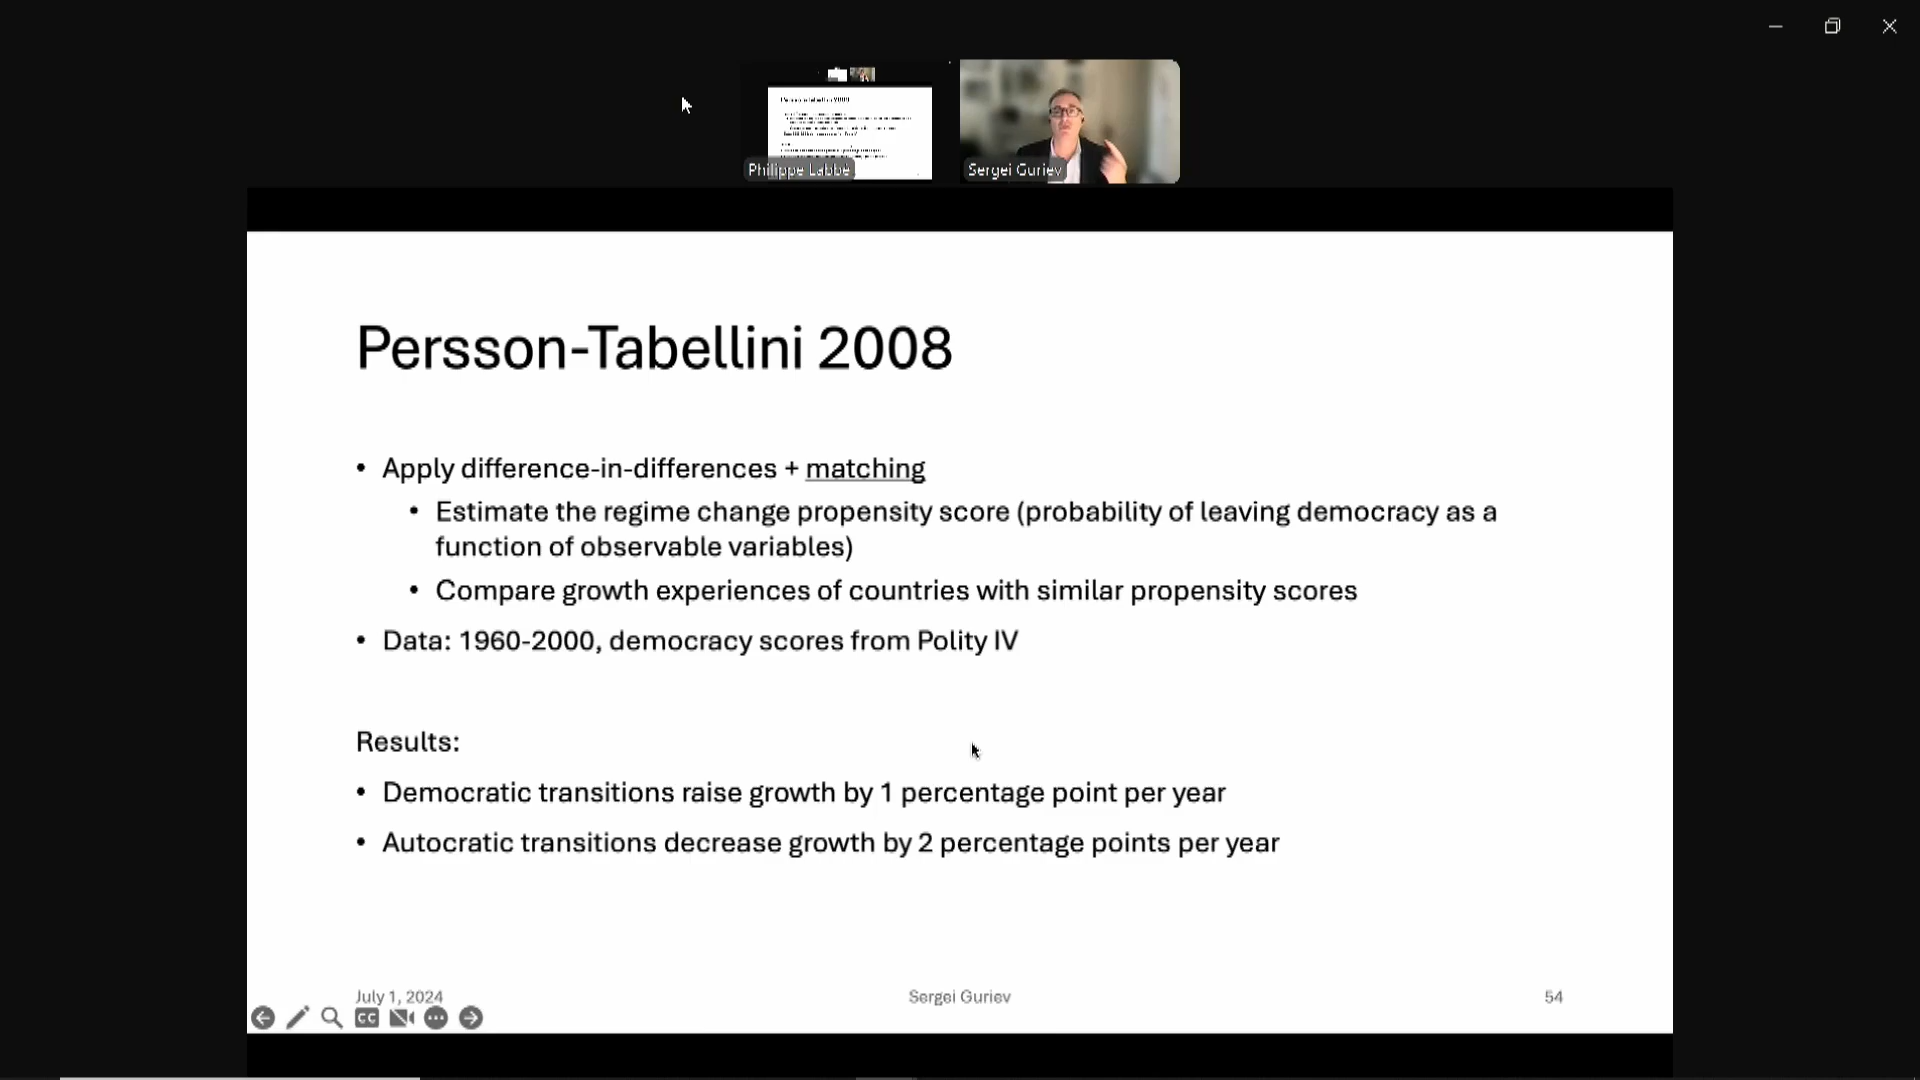 Philippe Labbé
Sergei Guriev
Persson-Tabellini 2008
• Apply difference-in-differences + matching
• Estimate the regime change propensity score (probability of leaving democracy as a
function of observable variables)
• Compare growth experiences of countries with similar propensity scores
• Data: 1960-2000, democracy scores from Polity IV
Results:
• Democratic transitions raise growth by 1 percentage point per year
• Autocratic transitions decrease growth by 2 percentage points per year
July 1, 2024
Sergei Guriev
54
CC